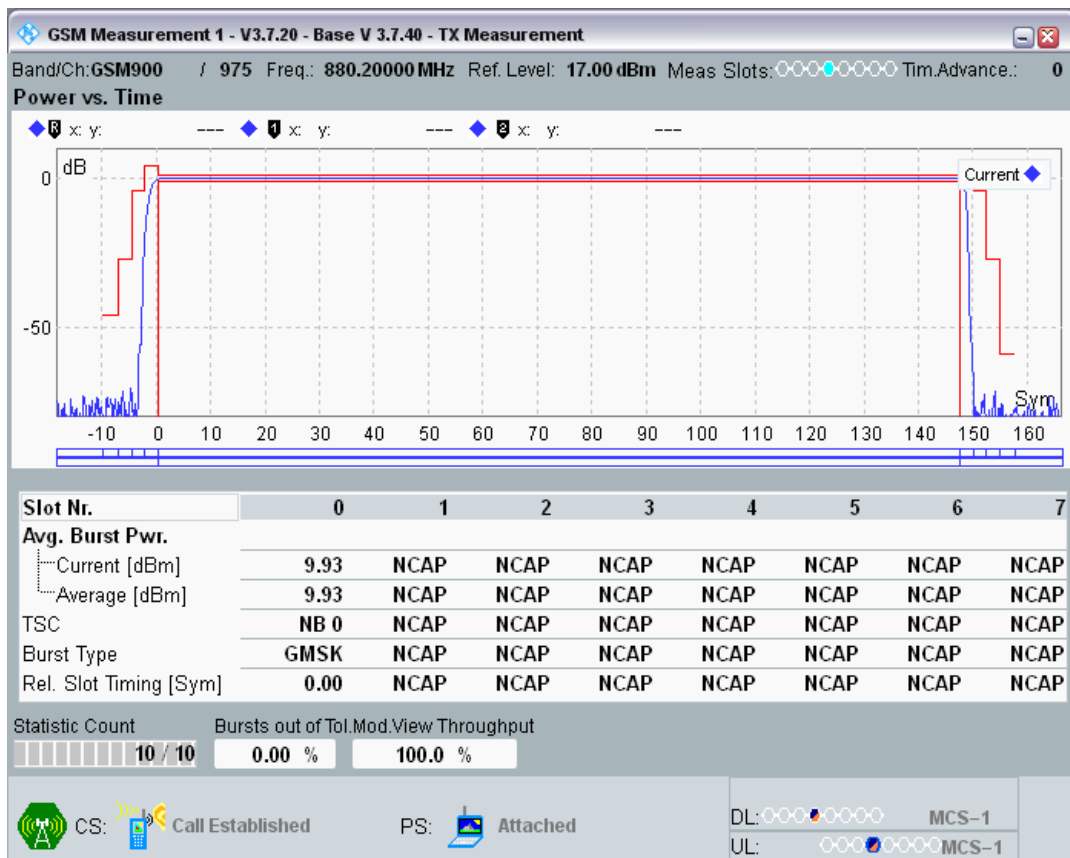 GSM Measurement 1 - V3.7.20 - Base V 3.7.40 - TX Measurement
Band/Ch:GSM900 / 975 Freq.: 880.20000 MHz Ref. Level: 17.00 dBm Meas Slots: Tim.Advance.: 0
Power vs. Time
R x: y: --- 1 x: y: --- 2 x: y: ---
dB
Current
0
-50
Sym
-10 0 10 20 30 40 50 60 70 80 90 100 110 120 130 140 150 160
Slot Nr. 0 1 2 3 4 5 6 7
Avg. Burst Pwr.
Current [dBm] 9.93 NCAP NCAP NCAP NCAP NCAP NCAP NCAP
Average [dBm] 9.93 NCAP NCAP NCAP NCAP NCAP NCAP NCAP
TSC NB 0 NCAP NCAP NCAP NCAP NCAP NCAP NCAP
Burst Type GMSK NCAP NCAP NCAP NCAP NCAP NCAP NCAP
Rel. Slot Timing [Sym] 0.00 NCAP NCAP NCAP NCAP NCAP NCAP NCAP
Statistic Count Bursts out of Tol.Mod.View Throughput
10 / 10 0.00 % 100.0 %
CS: Call Established PS: Attached
DL: MCS-1
UL: MCS-1